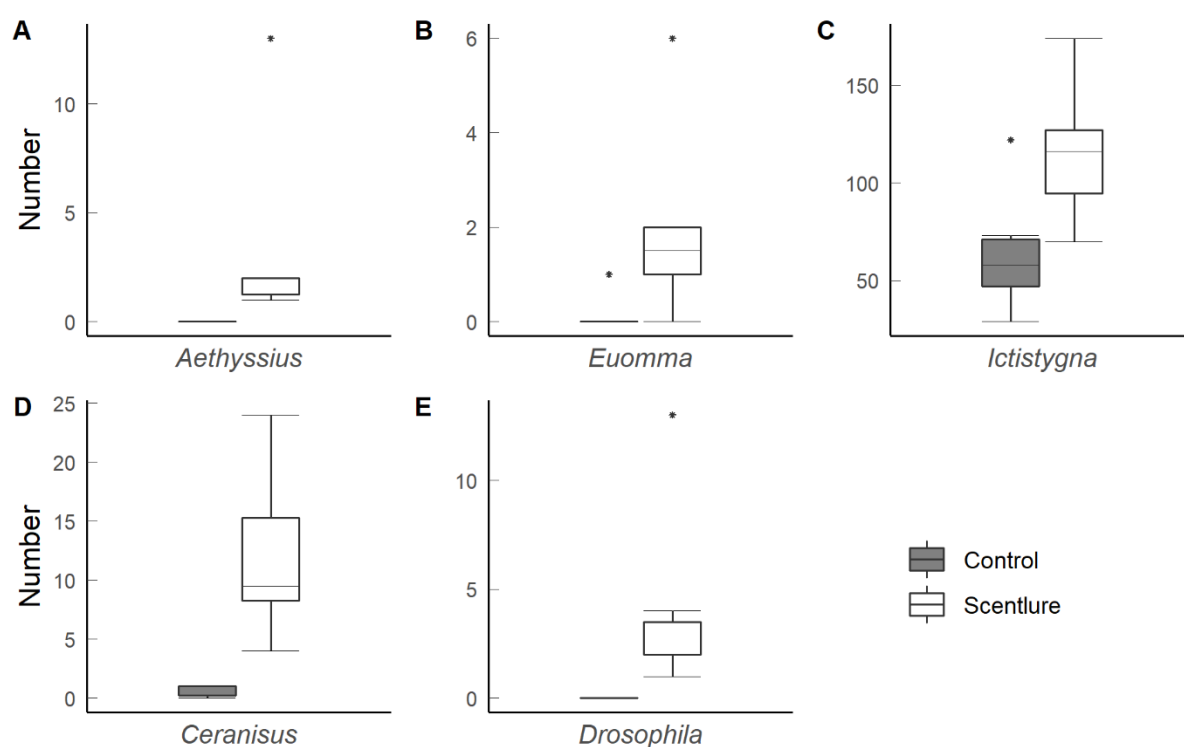 A
Number
10
5
0
Aethyssius
B
6
4
2
0
Euomma
C
150
100
50
Ictistygna
D
Number
25
20
15
10
5
0
Ceranisus
E
10
5
0
Drosophila
Control
Scentlure